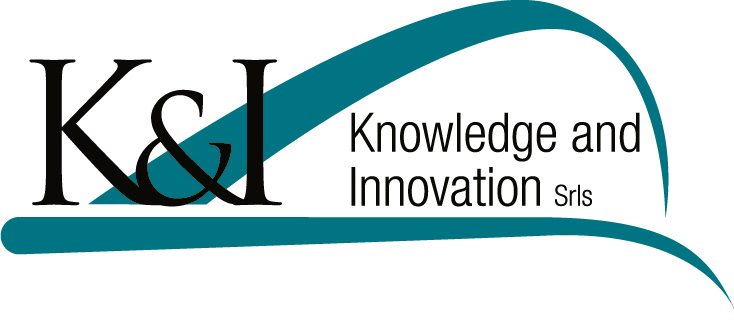 K&I
Knowledge and
Innovation Srls